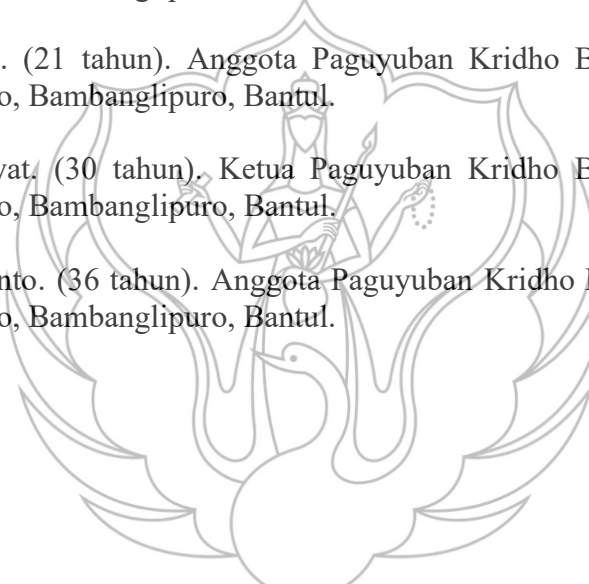 . (21 tahun). Anggota Paguyuban Kridho B
o, Bambanglipuro, Bantul.
yat. (30 tahun). Ketua Paguyuban Kridho B
o, Bambanglipuro, Bantul.
nto. (36 tahun). Anggota Paguyuban Kridho
o, Bambanglipuro, Bantul.